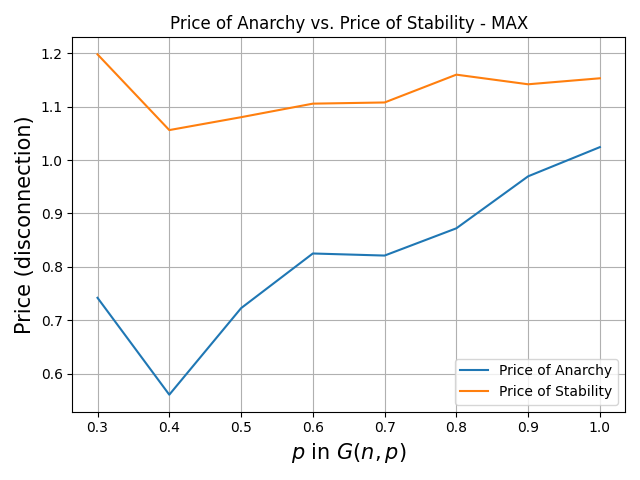 Price of Anarchy vs. Price of Stability - MAX
1.2
1.1
1.0
0.9
0.8
0.7
0.6
Price (disconnection)
Price of Anarchy
Price of Stability
0.3 0.4 0.5 0.6 0.7 0.8 0.9 1.0
p in G(n, p)